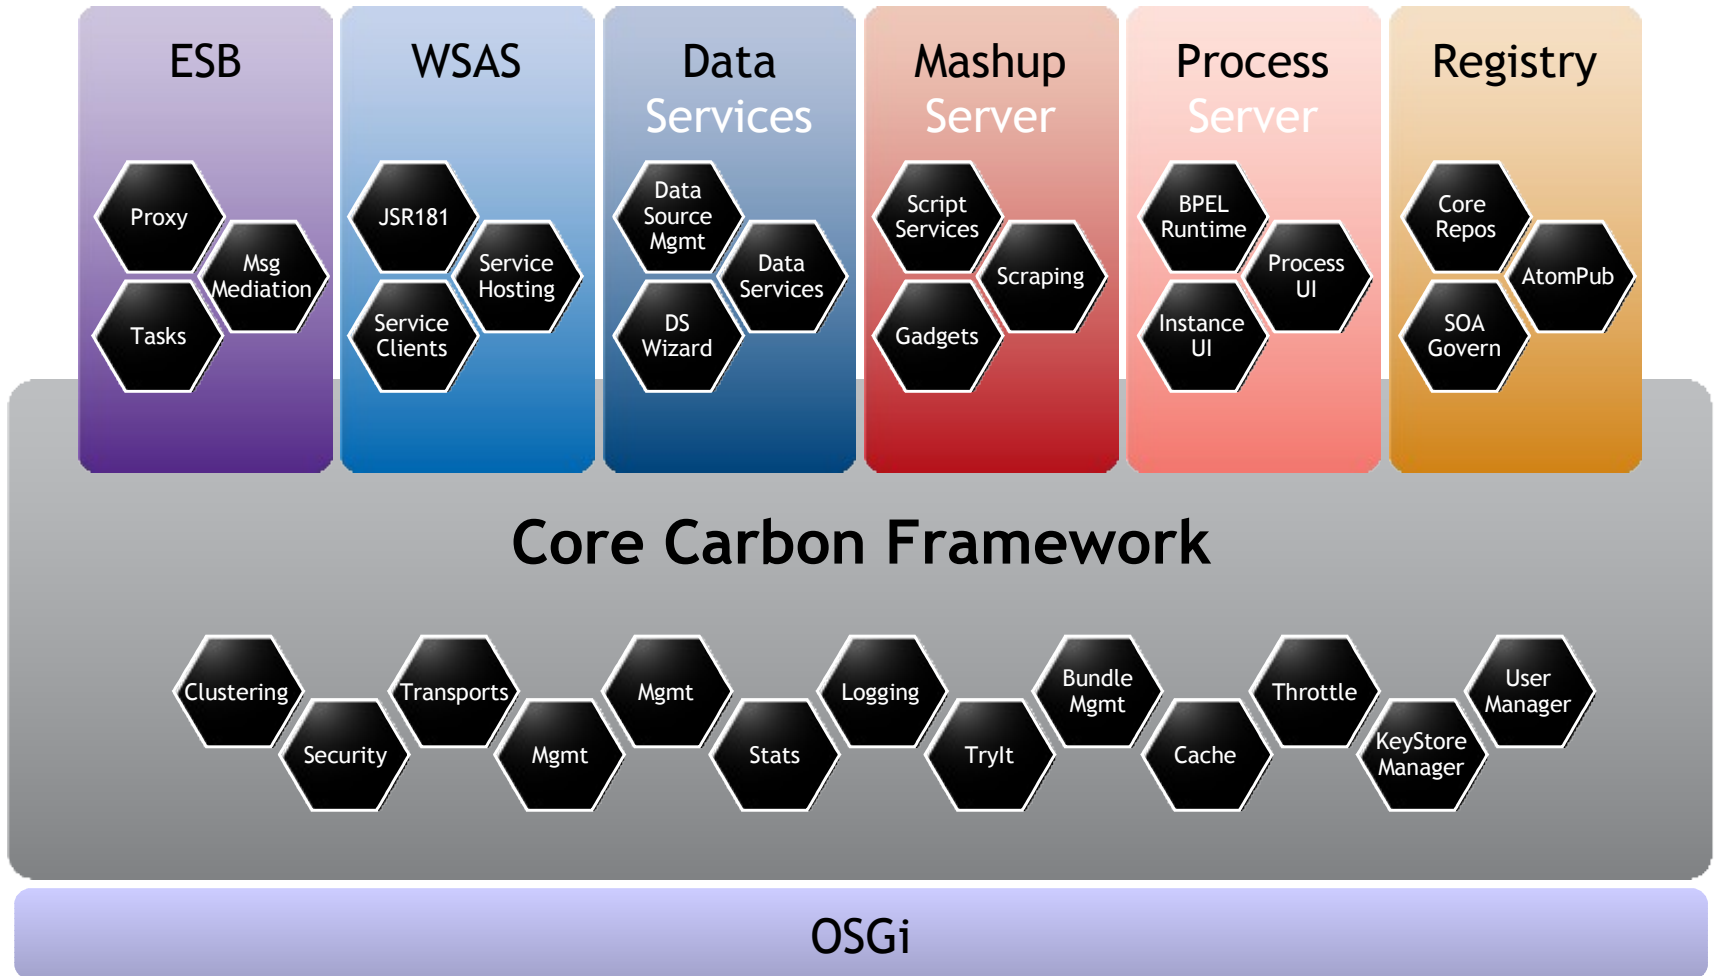 ESB
Proxy
Msg
Mediation
Tasks
WSAS
JSR181
Service
Hosting
Service
Clients
Data
Services
Data
Source
Mgmt
Data
Services
DS
Wizard
Mashup
Server
Script
Services
Scraping
Gadgets
Process
Server
BPEL
Runtime
Process
UI
Instance
UI
Registry
Core
Repos
AtomPub
SOA
Govern
Core Carbon Framework
Clustering
Security
Transports
Mgmt
Mgmt
Stats
Logging
TryIt
Bundle
Mgmt
Cache
Throttle
KeyStore
Manager
User
Manager
OSGi